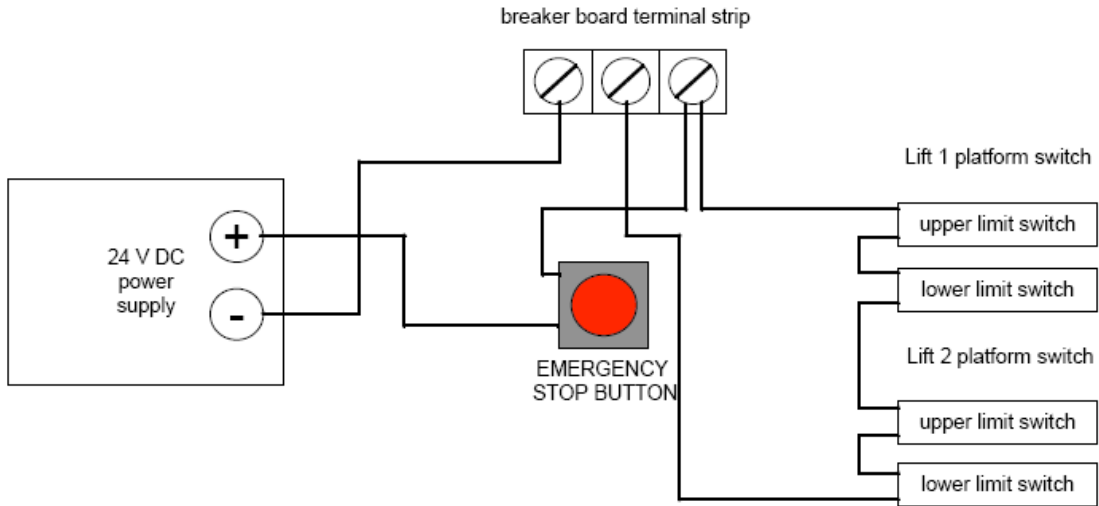 breaker board terminal strip
Lift 1 platform switch
upper limit switch
lower limit switch
24 V DC
power
supply
+
-
Lift 2 platform switch
EMERGENCY
STOP BUTTON
upper limit switch
lower limit switch